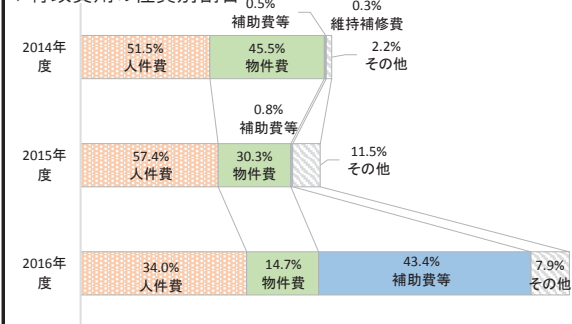 0.5%
補助費等
0.3%
維持補修費
2014年
度
51.5%
人件費
45.5%
物件費
2.2%
その他
0.8%
補助費等
2015年
度
57.4%
人件費
30.3%
物件費
11.5%
その他
2016年
度
34.0%
人件費
14.7%
物件費
43.4%
補助費等
7.9%
その他